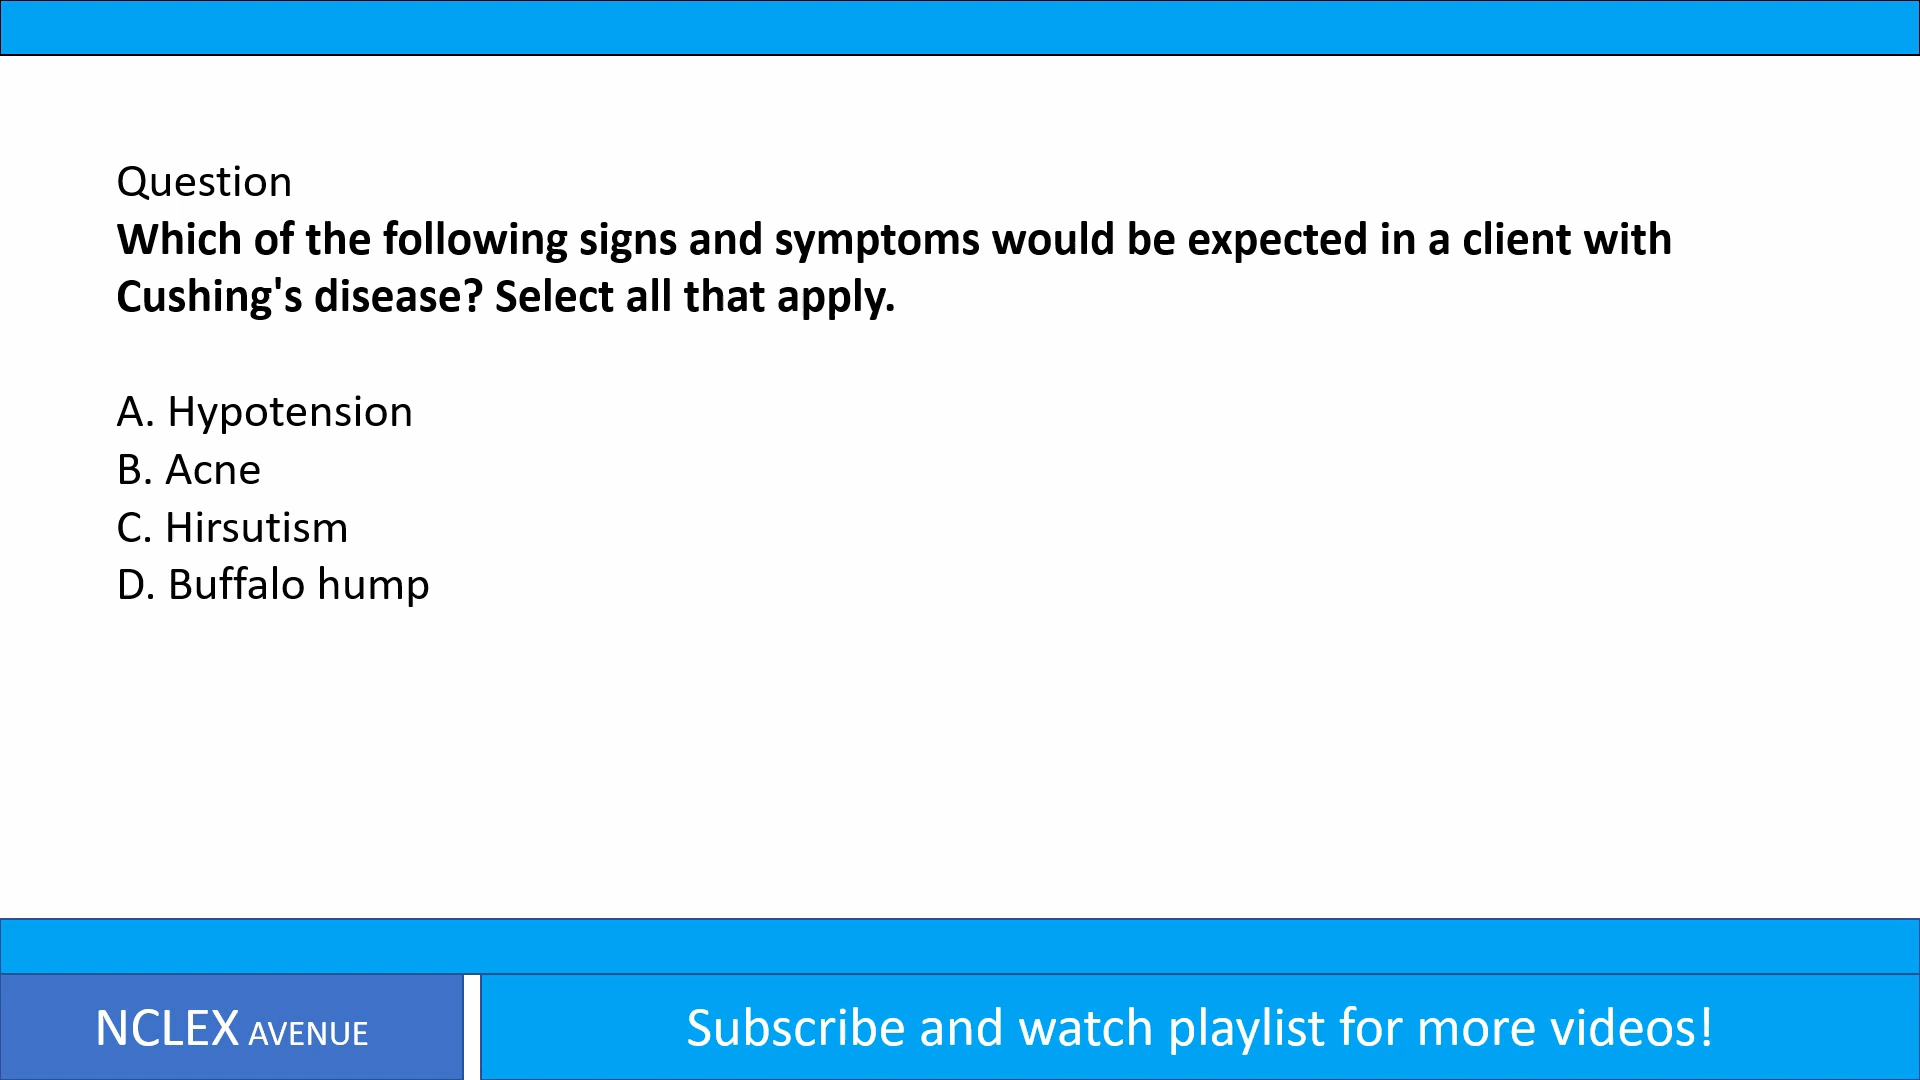 Question
Which of the following signs and symptoms would be expected in a client with
Cushing's disease? Select all that apply.
A. Hypotension
B. Acne
C. Hirsutism
D. Buffalo hump
NCLEX AVENUE
Subscribe and watch playlist for more videos!